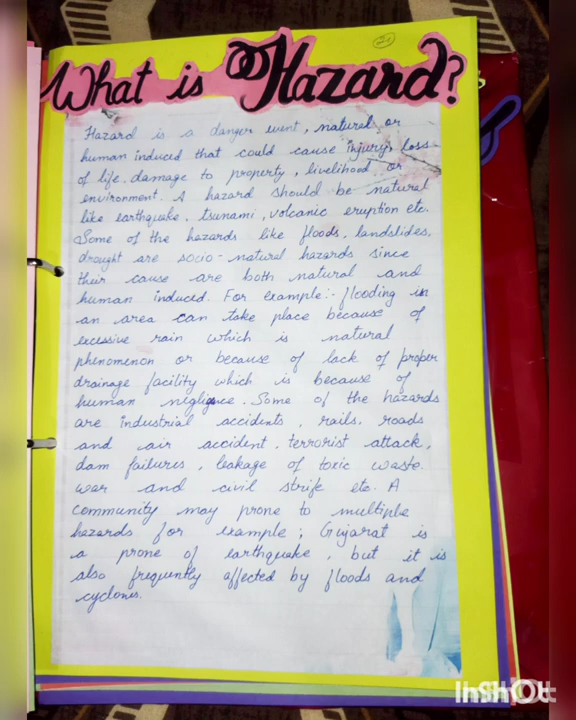 What is Hazard?
Hazard is a danger event, natural or
human induced that could cause injury, loss
of life, damage to property, livelihood or
environment. A hazard should be natural
like earthquake, tsunami, volcanic eruption etc.
Some of the hazards like floods, landslides,
drought are socio-natural hazards since
their cause are both natural and
human induced. For example:- flooding in
an area can take place because of
excessive rain which is natural
phenomenon or because of lack of proper
drainage facility which is because of
human negligence. Some of the hazards
are industrial accidents, rails, roads
and air accident, terrorist attack,
dam failures, leakage of toxic waste.
war and civil strife etc. A
community may prone to multiple
hazards for example; Gujarat is
a prone of earthquake, but it is
also frequently affected by floods and
cyclones.
InShOt